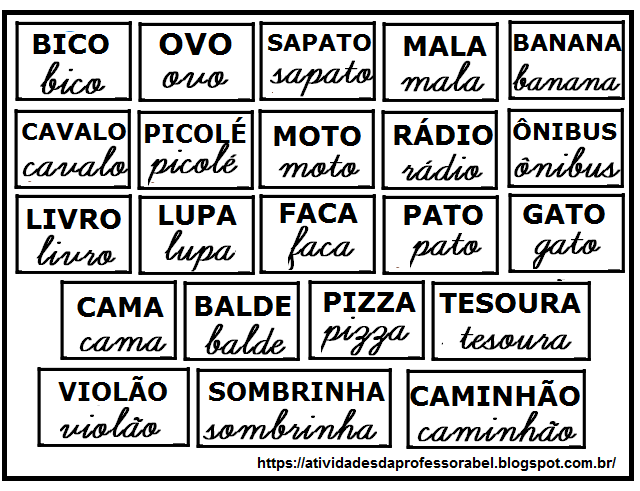 BICO
bico
OVO
ovo
SAPATO
sapato
MALA
mala
BANANA
banana
CAVALO
cavalo
PICOLÉ
picolé
MOTO
moto
RÁDIO
rádio
ÔNIBUS
ônibus
LIVRO
livro
LUPA
lupa
FACA
faca
PATO
pato
GATO
gato
CAMA
cama
BALDE
balde
PIZZA
pizza
TESOURA
tesoura
VIOLÃO
violão
SOMBRINHA
sombrinha
CAMINHÃO
caminhão
https://atividadesdaprofessorabel.blogspot.com.br/